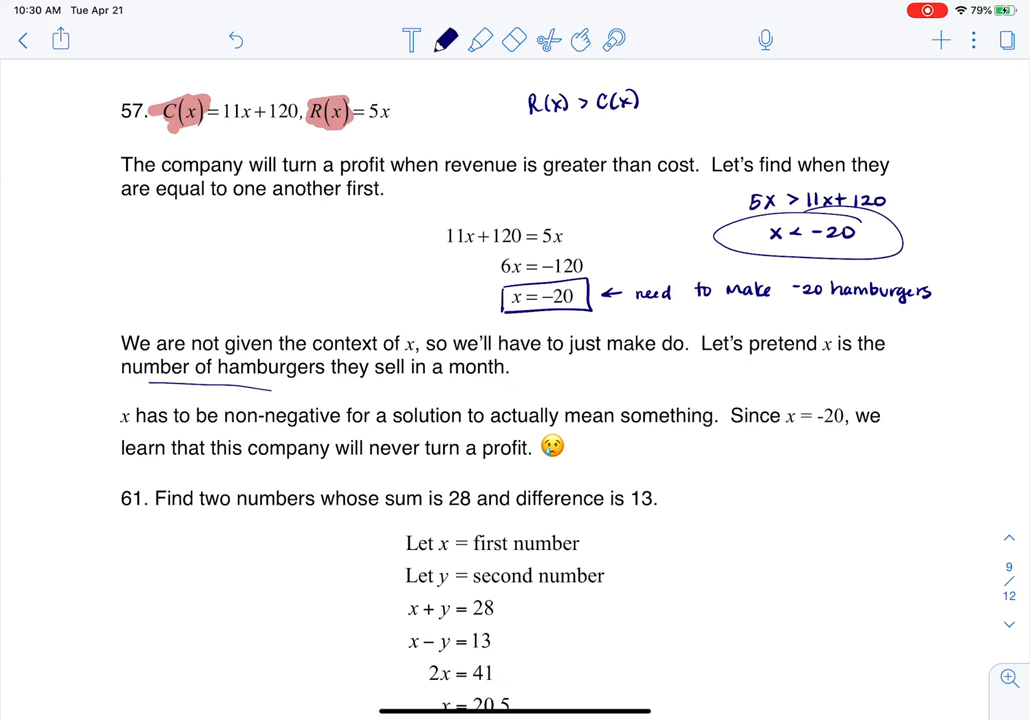 10:30 AM Tue Apr 21
79%
T
57. C(x)=11x+120, R(x)=5x
R(x) > C(x)
The company will turn a profit when revenue is greater than cost. Let's find when they
are equal to one another first.
5x > 11x+120
x < -20
11x+120=5x
6x=−120
x=−20
← need to make -20 hamburgers
We are not given the context of x, so we'll have to just make do. Let's pretend x is the
number of hamburgers they sell in a month.
x has to be non-negative for a solution to actually mean something. Since x = -20, we
learn that this company will never turn a profit. 😢
61. Find two numbers whose sum is 28 and difference is 13.
Let x = first number
Let y = second number
x + y = 28
x − y = 13
2x = 41
x = 20.5
9
/
12